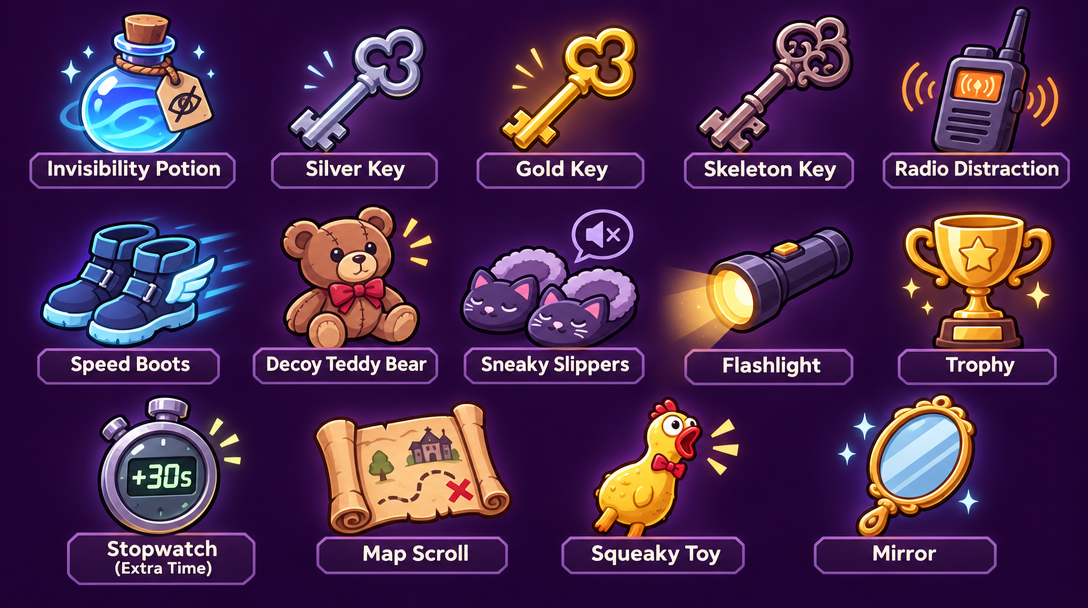 Invisibility Potion
Silver Key
Gold Key
Skeleton Key
Radio Distraction
Speed Boots
Decoy Teddy Bear
Sneaky Slippers
Flashlight
Trophy
+30s
Stopwatch
(Extra Time)
Map Scroll
Squeaky Toy
Mirror